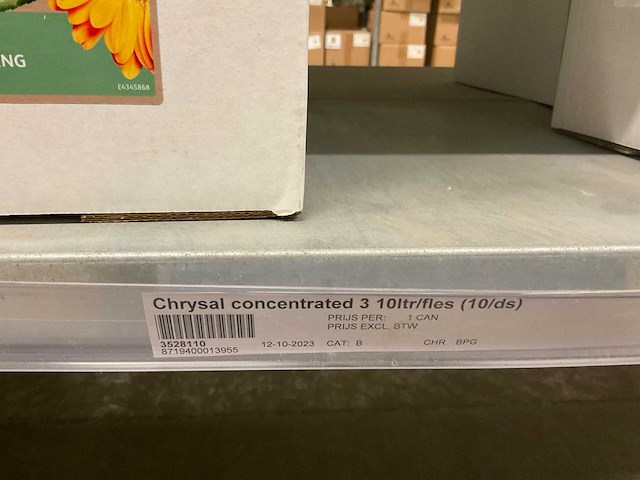 NG
E4345868
Chrysal concentrated 3 10ltr/fles (10/ds)
PRIJS PER: 1 CAN
PRIJS EXCL. BTW
3528110 12-10-2023 CAT: B CHR BPG
8719400013955